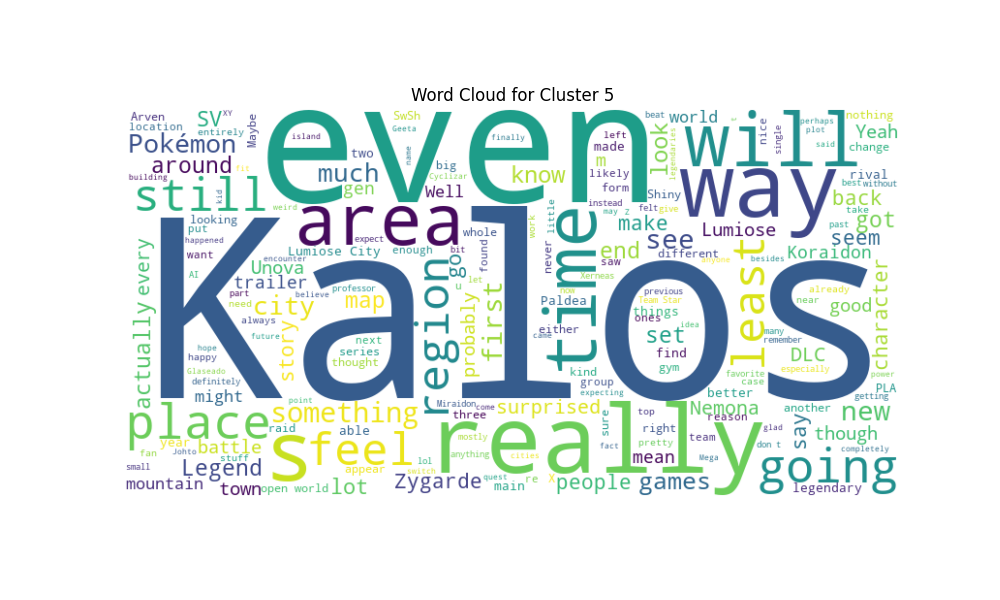 Word Cloud for Cluster 5
Arven
SV
XY
Maybe
even
SwSh
Geeta
beat
world
will
perhaps
plot
nothing
location
entirely
island
finally
look
legendaries
nice
single
said
Yeah
change
Pokémon
two
name
big
left
made
building
around
much
Cyclizar
know
m
likely
way
rival
best
without
still
kid
fit
gen
Well
form
Shiny
back
take
weird
area
little
instead
felt
give
may
Z
past
got
looking
put
expect
whole
work
time
make
Lumiose
happened
Lumiose City
enough
bit
found
never
end
see
seem
want
encounter
go
saw
different
anyone
besides
Koraidon
AI
Unova
professor
u
let
Xerneas
least
every
trailer
believe
region
first
Paldea
previous
Team Star
already
near
part
need
city
map
probably
either
came
things
ones
idea
good
character
actually
always
story
Kalos
set
many
remember
future
next
series
thought
find
gym
DLC
hope
happy
kind
favorite
case
especially
power
Glaseado
definitely
group
expecting
PLA
might
point
Miraidon
come
better
getting
place
something
three
surprised
top
Nemona
reason
another
new
raid
able
sure
right
say
though
year
battle
s
feel
mostly
really
fact
pretty
team
glad
fan
Johto
stuff
anything
cities
mean
don t
completely
small
Legend
appear
lol
switch
quest
re
X
Mega
going
mountain
town
open world
lot
Zygarde
main
now
people
games
legendary